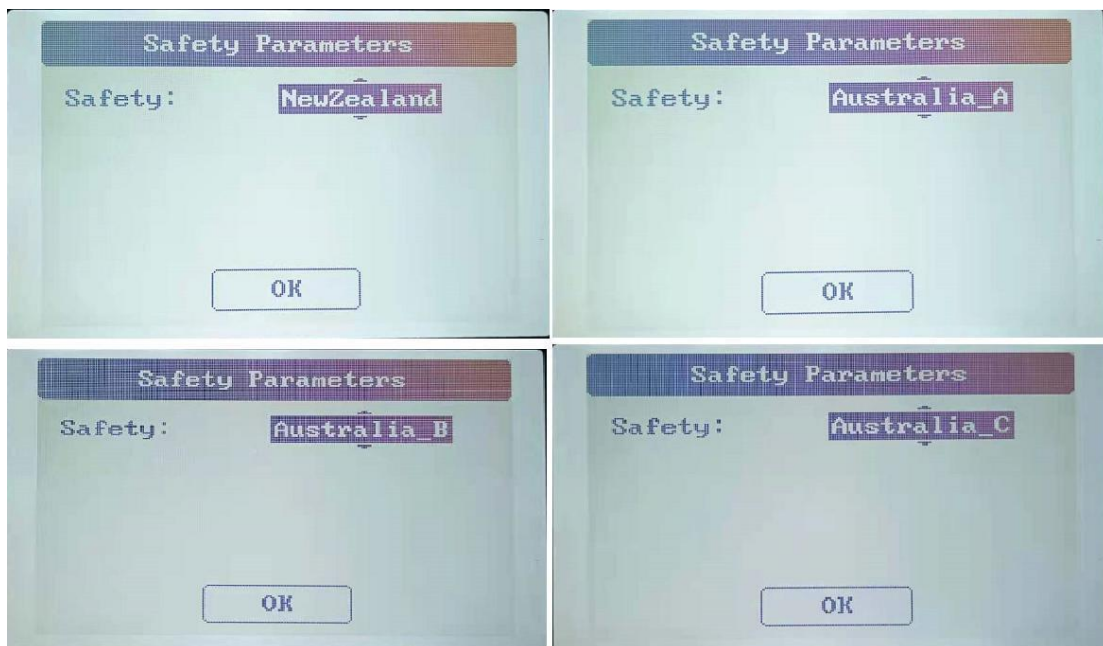 Safety Parameters
Safety: NewZealand
OK
Safety Parameters
Safety: Australia_A
OK
Safety Parameters
Safety: Australia_B
OK
Safety Parameters
Safety: Australia_C
OK